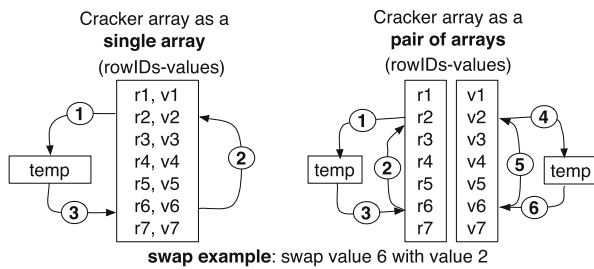 Cracker array as a
single array
(rowIDs-values)
1
temp
3
r1, v1
r2, v2
r3, v3
r4, v4
r5, v5
r6, v6
r7, v7
2
Cracker array as a
pair of arrays
(rowIDs-values)
1
temp
3
2
r1
r2
r3
r4
r5
r6
r7
v1
v2
v3
v4
v5
v6
v7
4
5
6
temp
swap example: swap value 6 with value 2